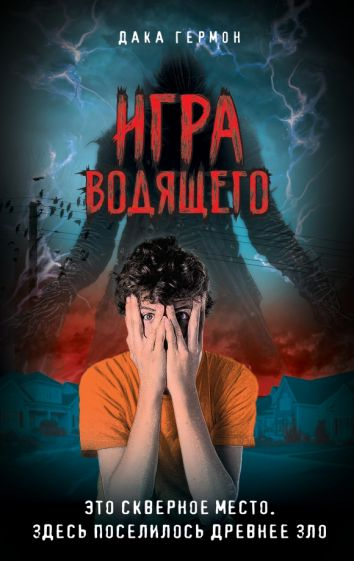 ДАКА ГЕРМОН
ИГРА
ВОДЯЩЕГО
ЭТО СКВЕРНОЕ МЕСТО.
ЗДЕСЬ ПОСЕЛИЛОСЬ ДРЕВНЕЕ ЗЛО